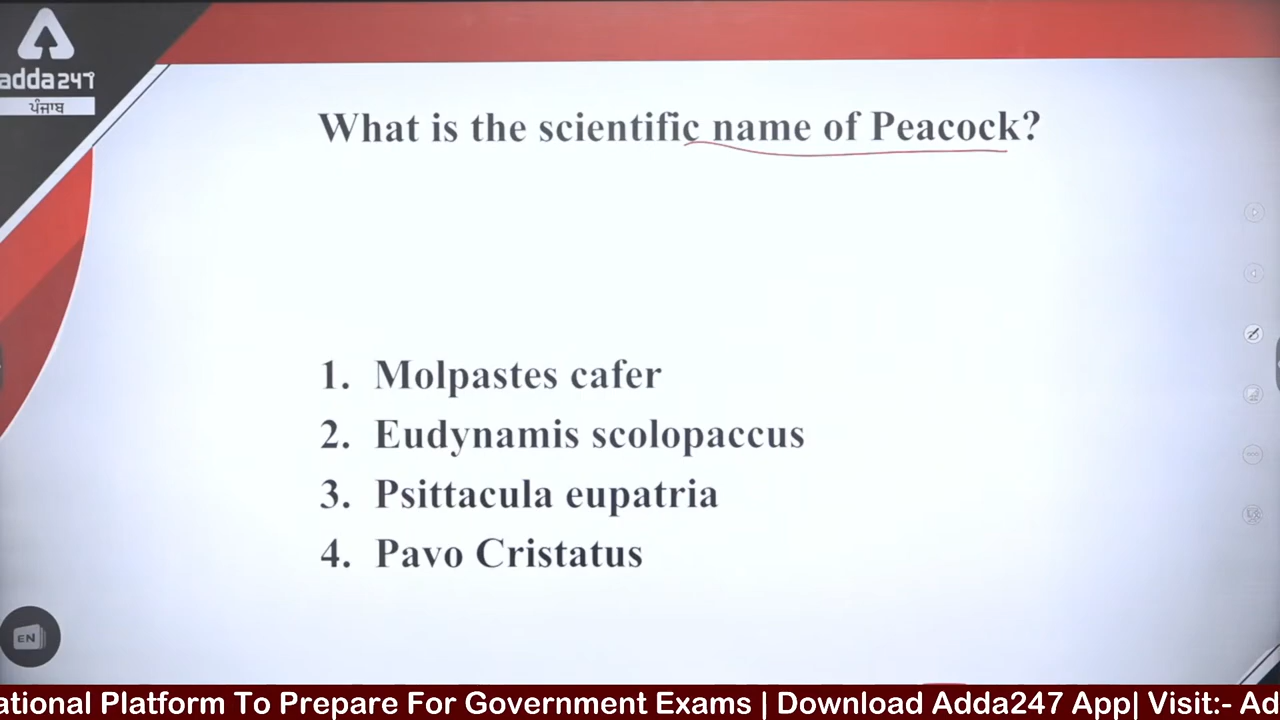 adda247
ਪੰਜਾਬ
What is the scientific name of Peacock?
1. Molpastes cafer
2. Eudynamis scolopaccus
3. Psittacula eupatria
4. Pavo Cristatus
EN
ational Platform To Prepare For Government Exams | Download Adda247 App| Visit:- Ad